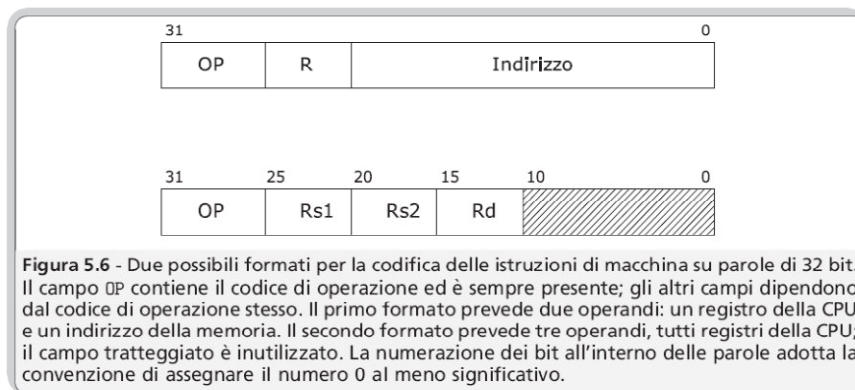 31 0
OP R Indirizzo
31 25 20 15 10 0
OP Rs1 Rs2 Rd
Figura 5.6 - Due possibili formati per la codifica delle istruzioni di macchina su parole di 32 bit.
Il campo OP contiene il codice di operazione ed è sempre presente; gli altri campi dipendono
dal codice di operazione stesso. Il primo formato prevede due operandi: un registro della CPU
e un indirizzo della memoria. Il secondo formato prevede tre operandi, tutti registri della CPU;
il campo tratteggiato è inutilizzato. La numerazione dei bit all'interno delle parole adotta la
convenzione di assegnare il numero 0 al meno significativo.